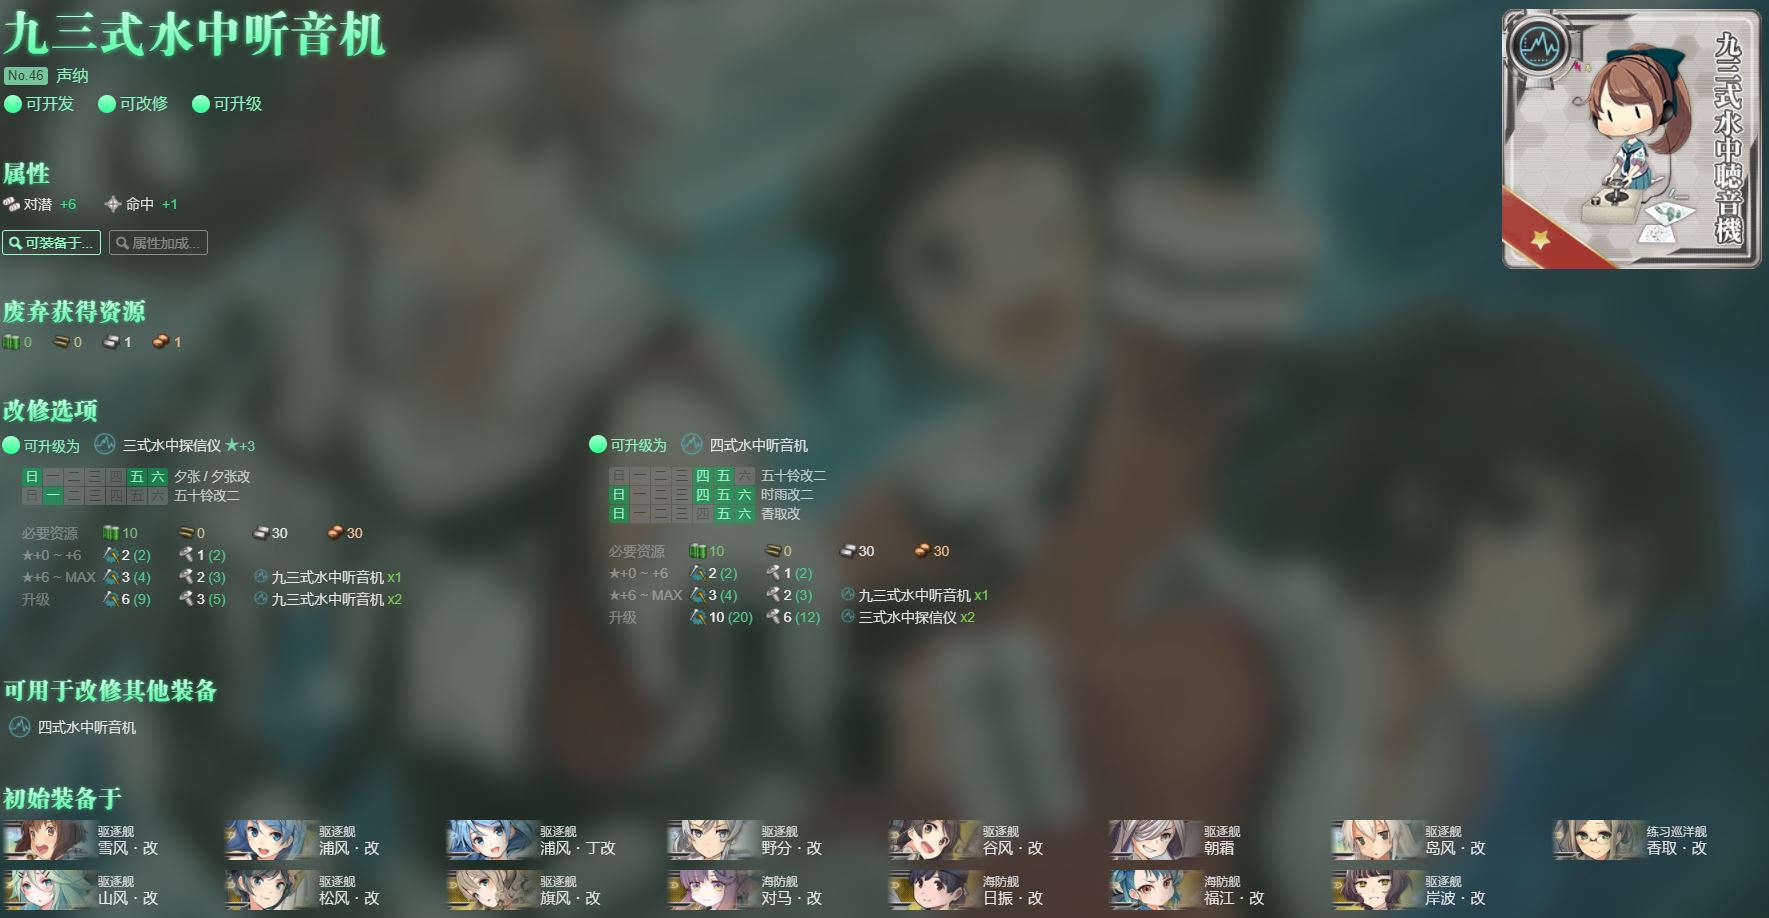 九三式水中听音机
No.46 声纳
可开发 可改修 可升级
九三式水中聴音機
属性
对潜 +6 命中 +1
可装备于... 属性加成...
废弃获得资源
0 0 1 1
改修选项
可升级为 三式水中探信仪 ★+3
日 一 二 三 四 五 六 夕张 / 夕张改
日 一 二 三 四 五 六 五十铃改二
必要资源 10 0 30 30
★+0 ~ +6 2 (2) 1 (2)
★+6 ~ MAX 3 (4) 2 (3) 九三式水中听音机 x1
升级 6 (9) 3 (5) 九三式水中听音机 x2
可升级为 四式水中听音机
日 一 二 三 四 五 六 五十铃改二
日 一 二 三 四 五 六 时雨改二
日 一 二 三 四 五 六 香取改
必要资源 10 0 30 30
★+0 ~ +6 2 (2) 1 (2)
★+6 ~ MAX 3 (4) 2 (3) 九三式水中听音机 x1
升级 10 (20) 6 (12) 三式水中探信仪 x2
可用于改修其他装备
四式水中听音机
初始装备于
驱逐舰 驱逐舰 驱逐舰 驱逐舰 驱逐舰 驱逐舰 驱逐舰 练习巡洋舰
雪风・改 浦风・改 浦风・丁改 野分・改 谷风・改 朝霜 岛风・改 香取・改
驱逐舰 驱逐舰 驱逐舰 海防舰 海防舰 海防舰 驱逐舰
山风・改 松风・改 旗风・改 对马・改 日振・改 福江・改 岸波・改